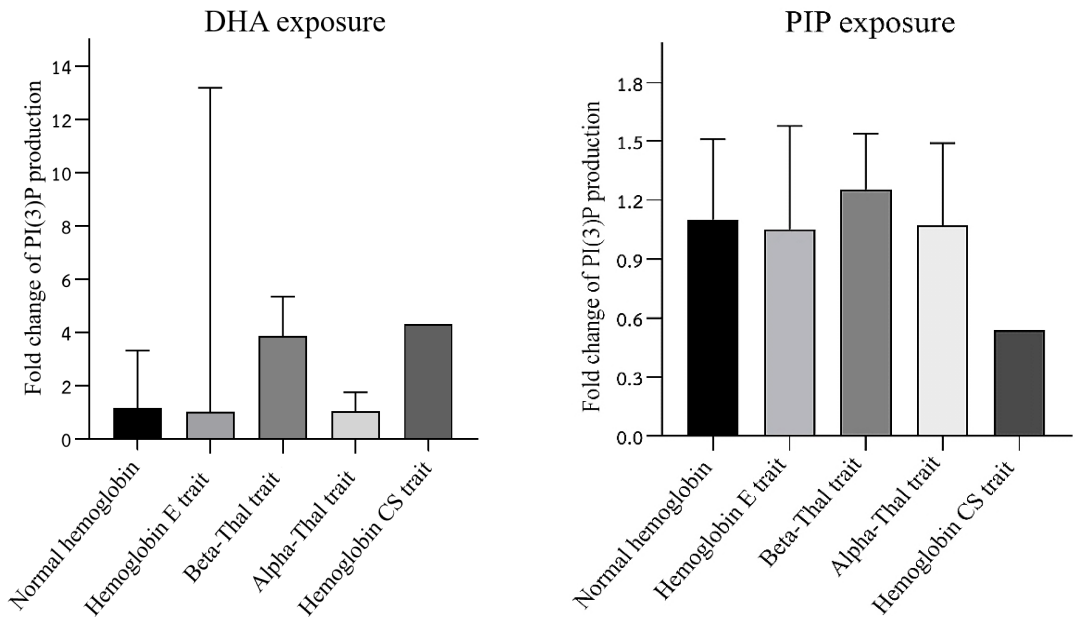 DHA exposure
Fold change of PI(3)P production
14
12
10
8
6
4
2
0
Normal hemoglobin
Hemoglobin E trait
Beta- Thal trait
Alpha- Thal trait
Hemoglobin CS trait
PIP exposure
Fold change of PI(3)P production
1.8
1.5
1.2
0.9
0.6
0.3
0.0
Normal hemoglobin
Hemoglobin E trait
Beta- Thal trait
Alpha- Thal trait
Hemoglobin CS trait